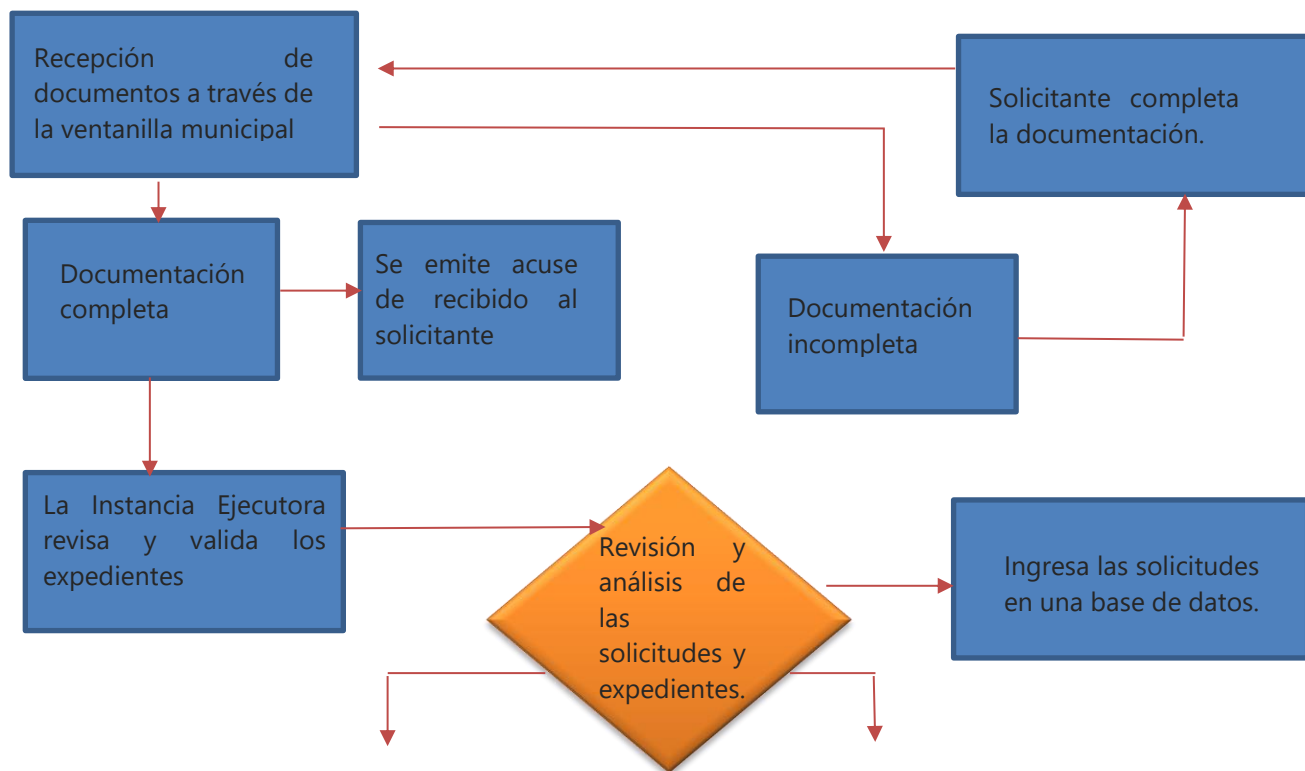 Recepción de
documentos a través de
la ventanilla municipal
Solicitante completa
la documentación.
Documentación
completa
Se emite acuse
de recibido al
solicitante
Documentación
incompleta
La Instancia Ejecutora
revisa y valida los
expedientes
Revisión y
análisis de
las
solicitudes y
expedientes.
Ingresa las solicitudes
en una base de datos.